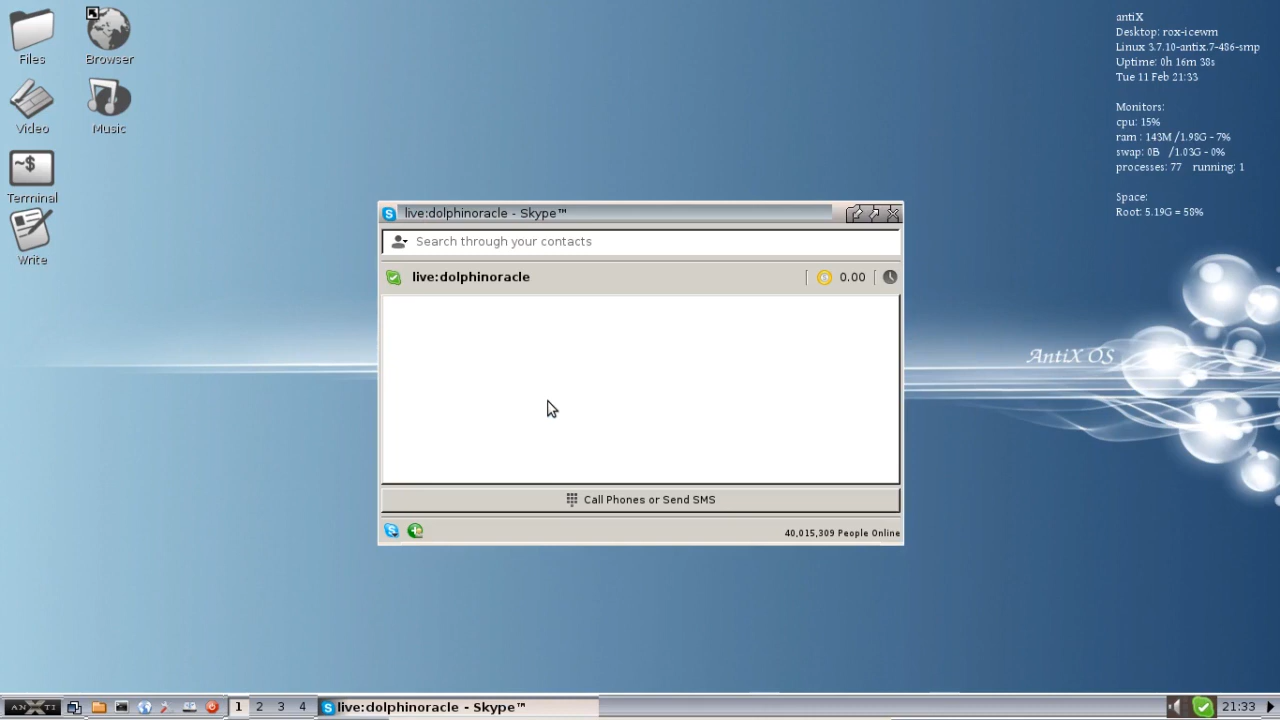 Files
Browser
Video
Music
~$
Terminal
Write
antiX
Desktop: rox-icewm
Linux 3.7.10-antix.7-486-smp
Uptime: 0h 16m 38s
Tue 11 Feb 21:33
Monitors:
cpu: 15%
ram : 143M /1.98G - 7%
swap: 0B /1.03G - 0%
processes: 77 running: 1
Space:
Root: 5.19G = 58%
live:dolphinoracle - Skype™
Search through your contacts
live:dolphinoracle
0.00
Call Phones or Send SMS
40,015,309 People Online
AntiX OS
ANXTI
1 2 3 4
live:dolphinoracle - Skype™
21:33